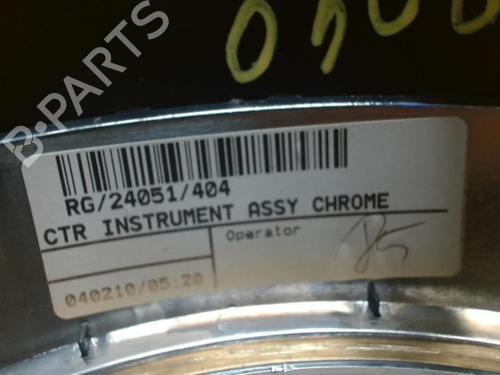 B-PARTS
RG/24051/404
CTR INSTRUMENT ASSY CHROME
Operator
040210/05:20